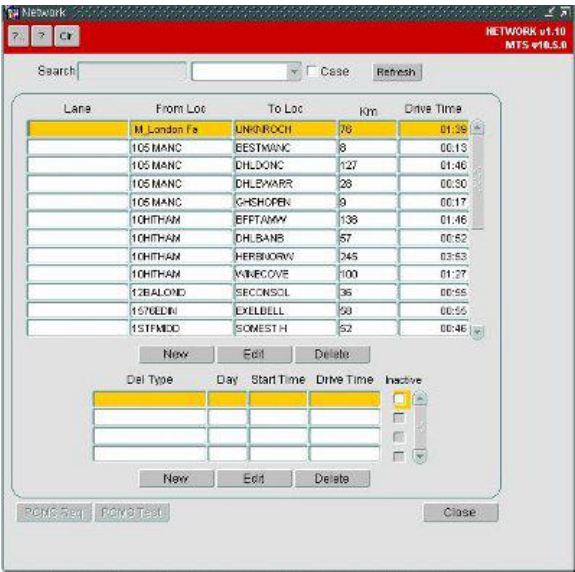 Network
?.. ? Clr NETWORK v1.10
MTS v10.5.0
Search Case Refresh
Lane From Loc To Loc Km Drive Time
M_London Fa UNKNROCH 76 01:39
105 MANC BESTMANC 8 00:13
105 MANC DHLDONC 127 01:46
105 MANC DHLEWARR 28 00:30
105 MANC GHSHOPEN 9 00:17
10HITHAM EFPTAMW 138 01:46
10HITHAM DHLBANB 57 00:52
10HITHAM HERBNORW 245 03:53
10HITHAM WINECOVE 100 01:27
12BALOND SECONSOL 36 00:55
1576EDIN EXELBELL 58 00:55
1STFMIDD SOMEST H 52 00:46
New Edit Delete
Del Type Day Start Time Drive Time Inactive
New Edit Delete
PCMS Req PCMS Test Close